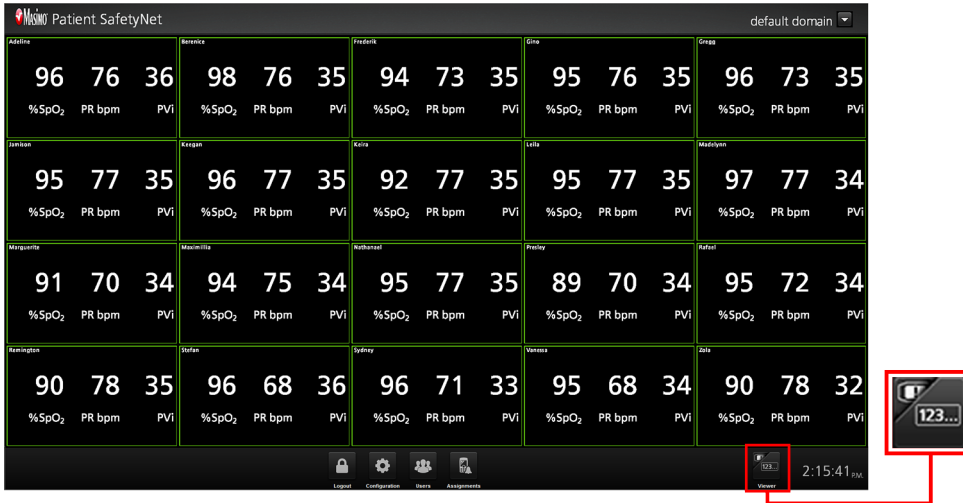 Masimo Patient SafetyNet default domain
Adeline Berenice Frederik Gino Gregg
96 76 36 98 76 35 94 73 35 95 76 35 96 73 35
%SpO2 PR bpm PVi %SpO2 PR bpm PVi %SpO2 PR bpm PVi %SpO2 PR bpm PVi %SpO2 PR bpm PVi
Jamison Keegan Keira Leila Madelynn
95 77 35 96 77 35 92 77 35 95 77 35 97 77 34
%SpO2 PR bpm PVi %SpO2 PR bpm PVi %SpO2 PR bpm PVi %SpO2 PR bpm PVi %SpO2 PR bpm PVi
Marguerite Maximillia Nathanael Presley Rafael
91 70 34 94 75 34 95 77 35 89 70 34 95 72 34
%SpO2 PR bpm PVi %SpO2 PR bpm PVi %SpO2 PR bpm PVi %SpO2 PR bpm PVi %SpO2 PR bpm PVi
Remington Stefan Sydney Vanessa Zola
90 78 35 96 68 36 96 71 33 95 68 34 90 78 32
%SpO2 PR bpm PVi %SpO2 PR bpm PVi %SpO2 PR bpm PVi %SpO2 PR bpm PVi %SpO2 PR bpm PVi
123...
123... 2:15:41 P.M.
Logout Configuration Users Assignments Viewer